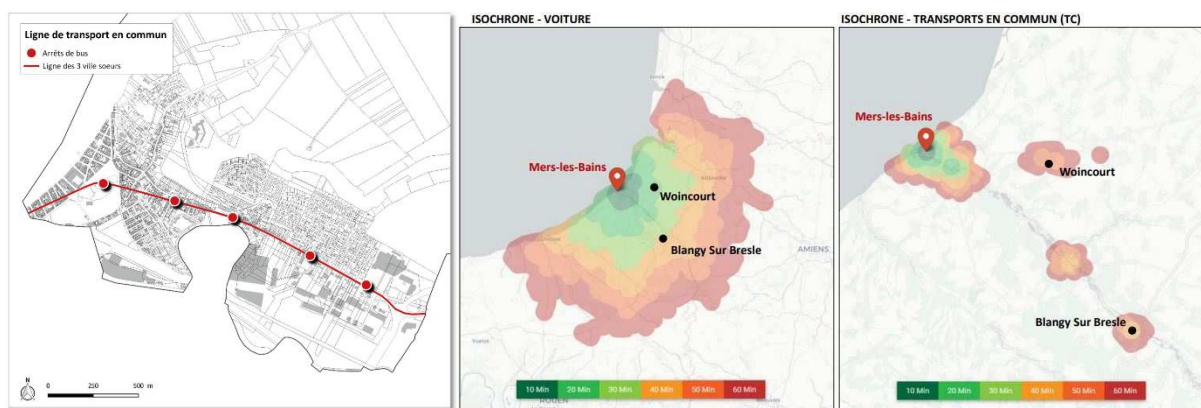 Ligne de transport en commun
Arrêts de bus
Ligne des 3 ville soeurs
N
0 250 500 m
ISOCHRONE - VOITURE
Mers-les-Bains
Woincourt
Blangy Sur Bresle
AMIENS
ROUEN
10 Min 20 Min 30 Min 40 Min 50 Min 60 Min
ISOCHRONE - TRANSPORTS EN COMMUN (TC)
Mers-les-Bains
Woincourt
Blangy Sur Bresle
10 Min 20 Min 30 Min 40 Min 50 Min 60 Min